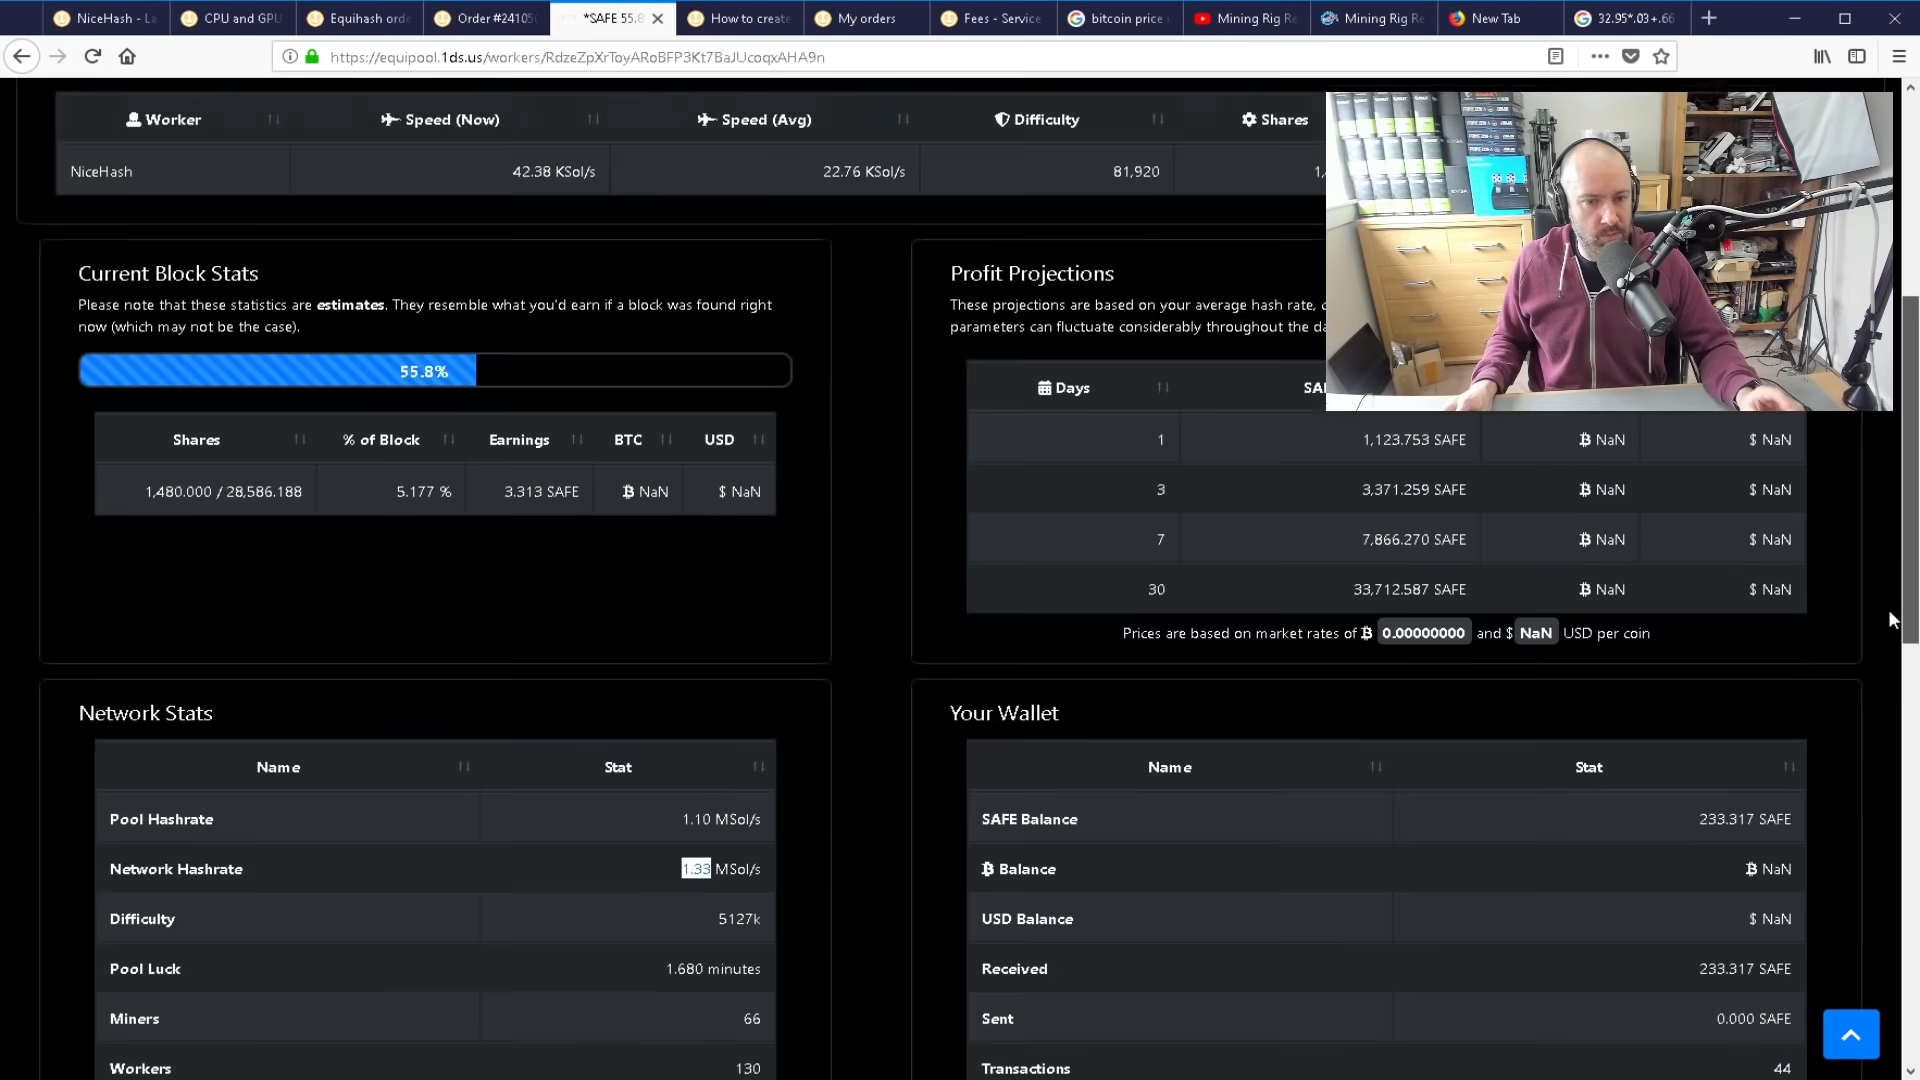 NiceHash - La
CPU and GPU
Equihash orde
Order #24105
*SAFE 55.8
How to create
My orders
Fees - Service
bitcoin price
Mining Rig Re
Mining Rig Re
New Tab
32.95*.03+.66
https://equipool.1ds.us/workers/RdzeZpXrToyARoBFP3Kt7BaJUcoqxAHA9n
Worker
Speed (Now)
Speed (Avg)
Difficulty
Shares
NiceHash
42.38 KSol/s
22.76 KSol/s
81,920
1,
Current Block Stats
Please note that these statistics are estimates. They resemble what you'd earn if a block was found right
now (which may not be the case).
55.8%
Shares
% of Block
Earnings
BTC
USD
1,480.000 / 28,586.188
5.177 %
3.313 SAFE
₿ NaN
$ NaN
Profit Projections
These projections are based on your average hash rate,
parameters can fluctuate considerably throughout the da
Days
SAF
1
1,123.753 SAFE
₿ NaN
$ NaN
3
3,371.259 SAFE
₿ NaN
$ NaN
7
7,866.270 SAFE
₿ NaN
$ NaN
30
33,712.587 SAFE
₿ NaN
$ NaN
Prices are based on market rates of ₿ 0.00000000 and $ NaN USD per coin
Network Stats
Name
Stat
Pool Hashrate
1.10 MSol/s
Network Hashrate
1.33 MSol/s
Difficulty
5127k
Pool Luck
1.680 minutes
Miners
66
Workers
130
Your Wallet
Name
Stat
SAFE Balance
233.317 SAFE
₿ Balance
₿ NaN
USD Balance
$ NaN
Received
233.317 SAFE
Sent
0.000 SAFE
Transactions
44